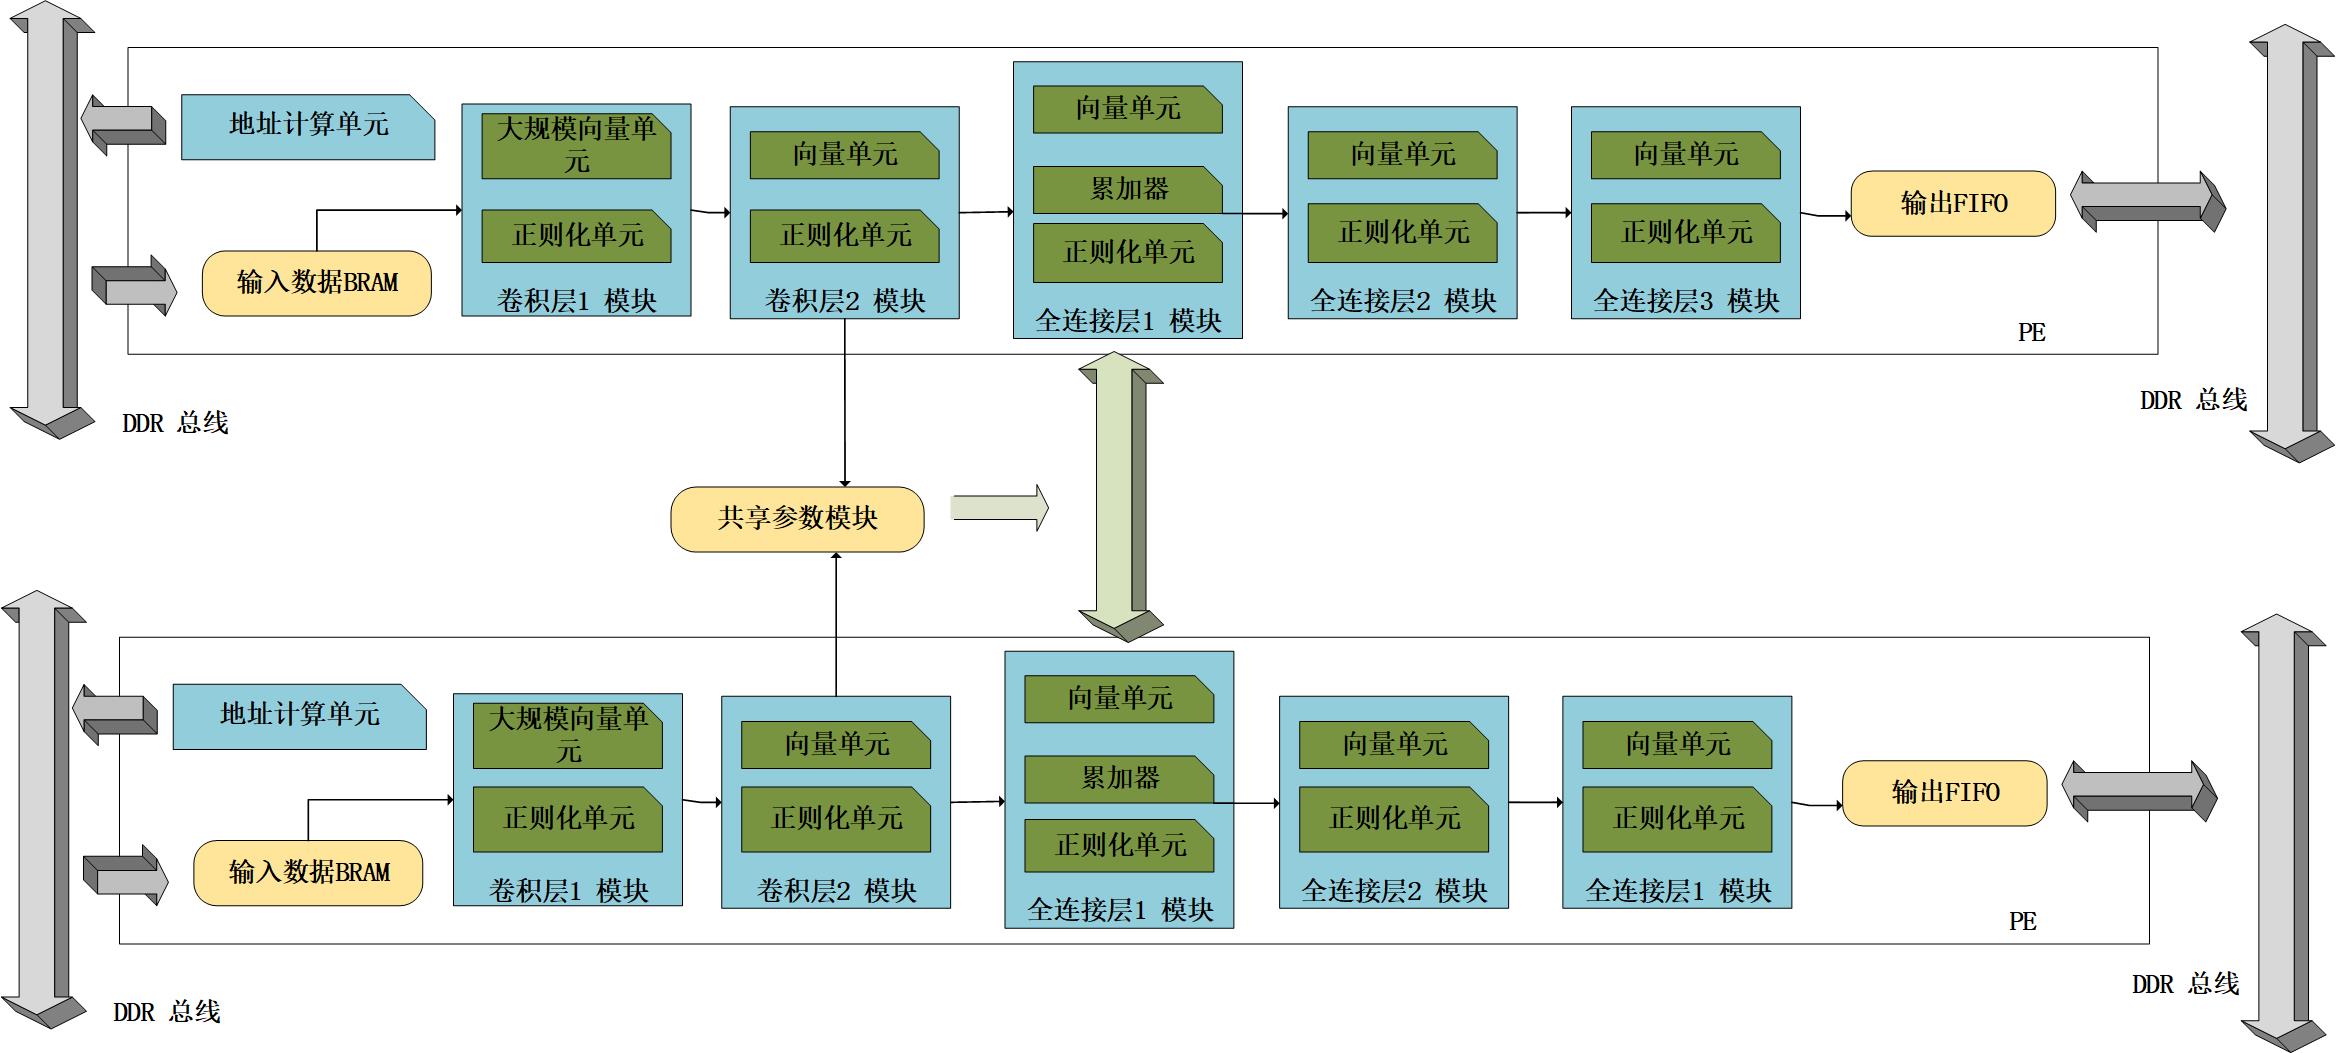 地址计算单元
输入数据BRAM
大规模向量单
元
正则化单元
卷积层1 模块
向量单元
正则化单元
卷积层2 模块
向量单元
累加器
正则化单元
全连接层1 模块
向量单元
正则化单元
全连接层2 模块
向量单元
正则化单元
全连接层3 模块
输出FIFO
PE
DDR 总线
DDR 总线
共享参数模块
地址计算单元
输入数据BRAM
大规模向量单
元
正则化单元
卷积层1 模块
向量单元
正则化单元
卷积层2 模块
向量单元
累加器
正则化单元
全连接层1 模块
向量单元
正则化单元
全连接层2 模块
向量单元
正则化单元
全连接层1 模块
输出FIFO
PE
DDR 总线
DDR 总线